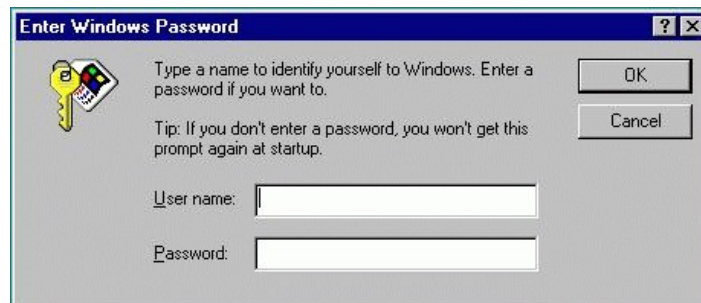 Enter Windows Password
Type a name to identify yourself to Windows. Enter a
password if you want to.
OK
Cancel
Tip: If you don't enter a password, you won't get this
prompt again at startup.
User name:
Password: